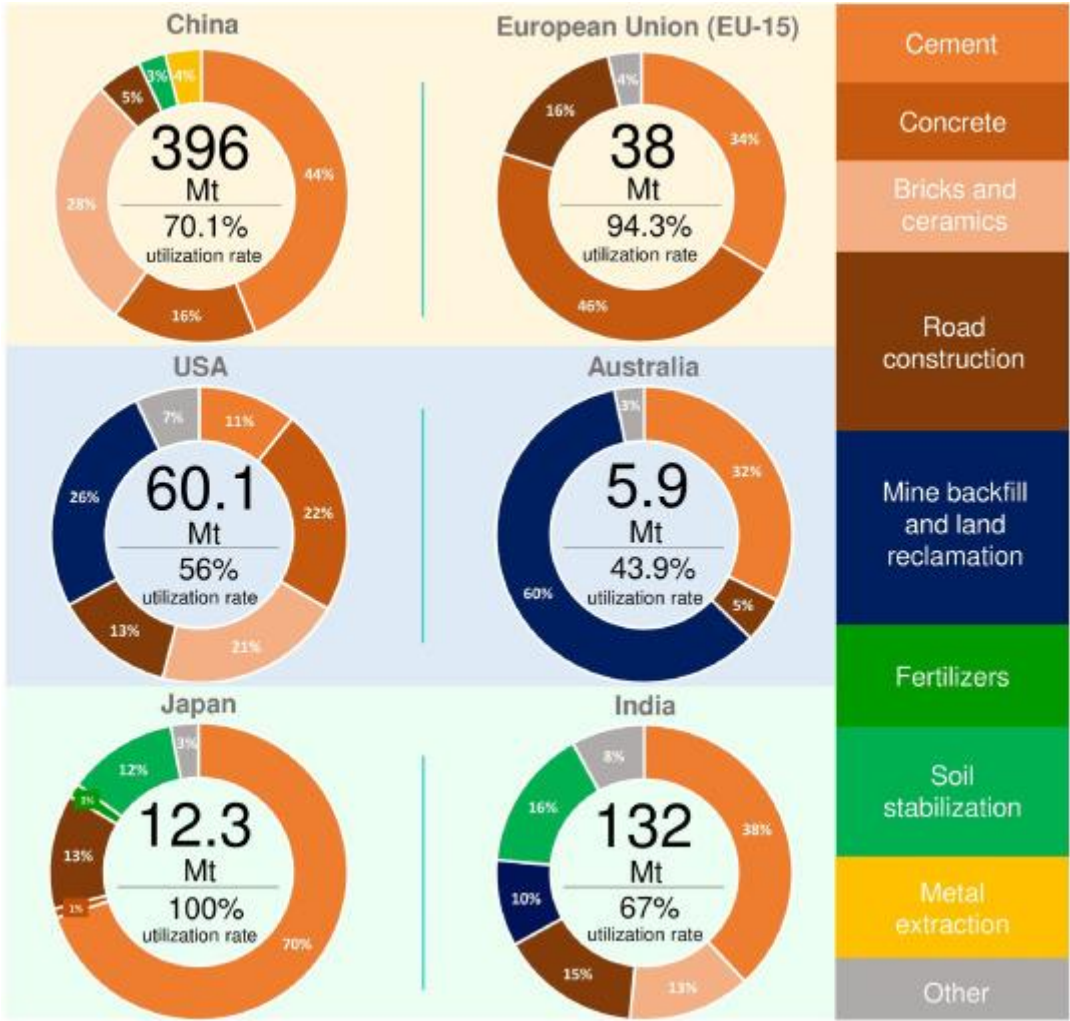 China
4%
3%
5%
44%
28%
16%
396
Mt
70.1%
utilization rate
European Union (EU-15)
4%
16%
34%
46%
38
Mt
94.3%
utilization rate
USA
7%
11%
26%
22%
13%
21%
60.1
Mt
56%
utilization rate
Australia
3%
32%
60%
5%
5.9
Mt
43.9%
utilization rate
Japan
3%
12%
13%
1%
70%
12.3
Mt
100%
utilization rate
India
8%
16%
38%
10%
15%
13%
132
Mt
67%
utilization rate
Cement
Concrete
Bricks and
ceramics
Road
construction
Mine backfill
and land
reclamation
Fertilizers
Soil
stabilization
Metal
extraction
Other